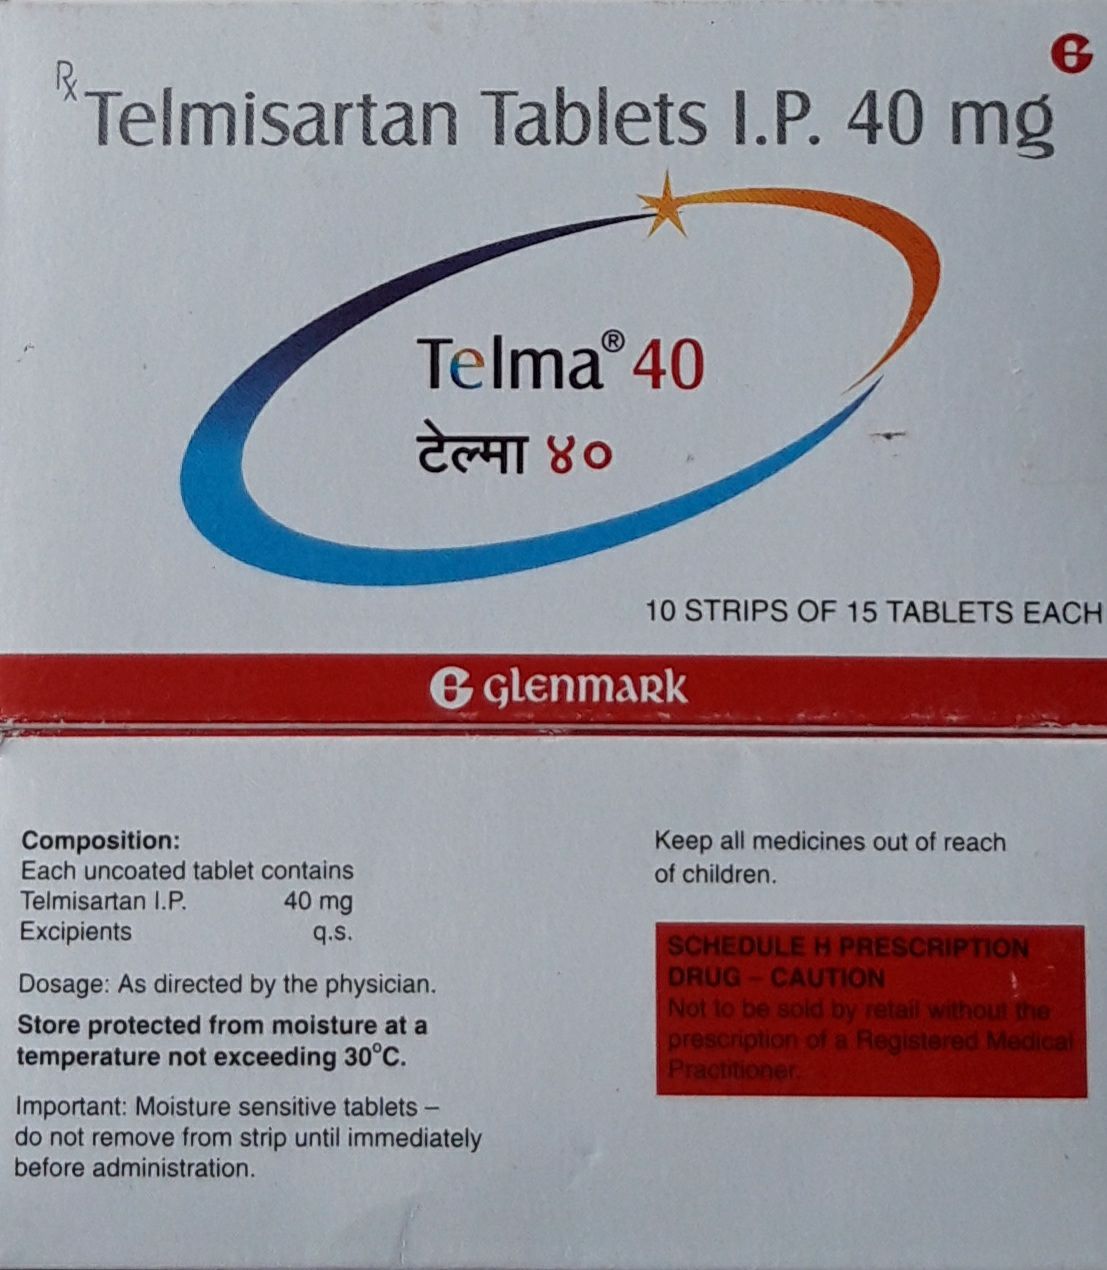 Rx Telmisartan Tablets I.P. 40 mg
Telma® 40
टेल्मा ४०
10 STRIPS OF 15 TABLETS EACH
glenmark
Composition:
Each uncoated tablet contains
Telmisartan I.P. 40 mg
Excipients q.s.
Dosage: As directed by the physician.
Store protected from moisture at a
temperature not exceeding 30°C.
Important: Moisture sensitive tablets –
do not remove from strip until immediately
before administration.
Keep all medicines out of reach
of children.
SCHEDULE H PRESCRIPTION
DRUG – CAUTION
Not to be sold by retail without the
prescription of a Registered Medical
Practitioner.